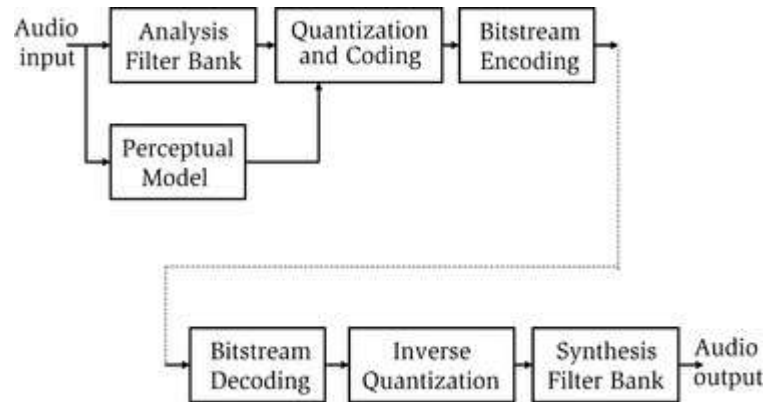 Audio
input
Analysis
Filter Bank
Quantization
and Coding
Bitstream
Encoding
Perceptual
Model
Bitstream
Decoding
Inverse
Quantization
Synthesis
Filter Bank
Audio
output